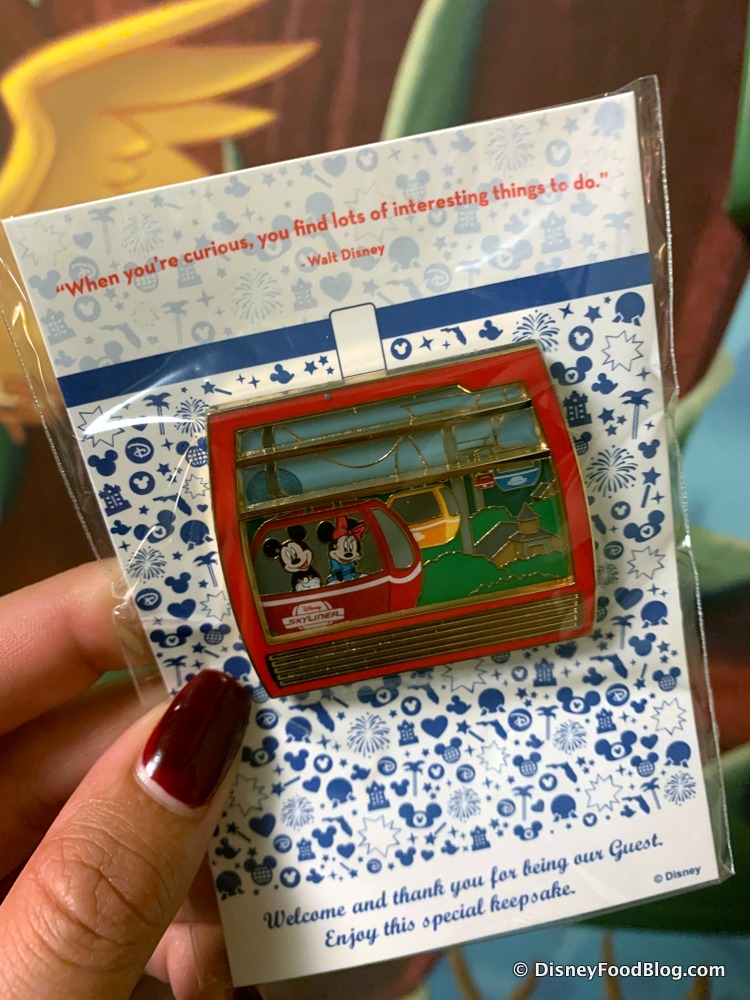 “When you’re curious, you find lots of interesting things to do.”
- Walt Disney
Disney
SKYLINER
Welcome and thank you for being our Guest.
Enjoy this special keepsake.
© Disney
© DisneyFoodBlog.com